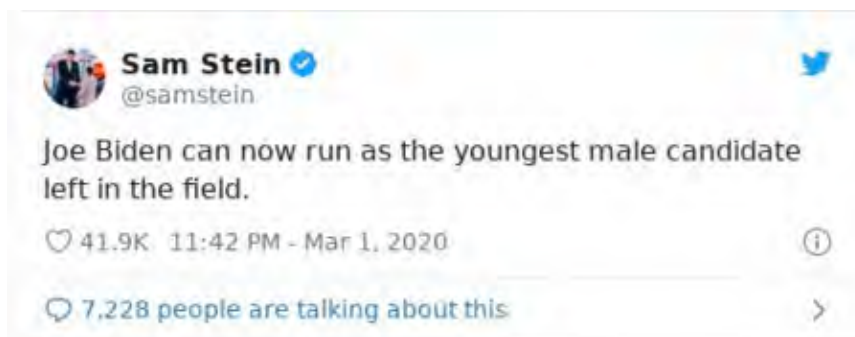 Sam Stein
@samstein
Joe Biden can now run as the youngest male candidate
left in the field.
41.9K 11:42 PM - Mar 1, 2020
7,228 people are talking about this